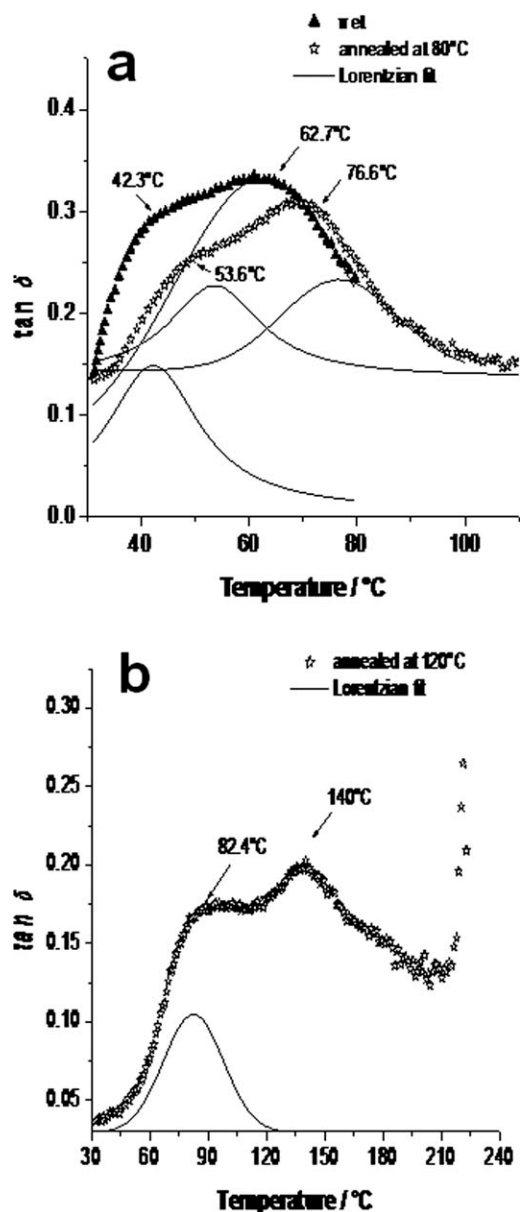 a
wet
annealed at 80°C
Lorentzian fit
0.4
62.7°C
42.3°C
76.6°C
0.3
53.6°C
tan δ
0.2
0.1
0.0
40 60 80 100
Temperature / °C
b
annealed at 120°C
Lorentzian fit
0.30
0.25
140°C
82.4°C
0.20
tan δ
0.15
0.10
0.05
30 60 90 120 150 180 210 240
Temperature / °C